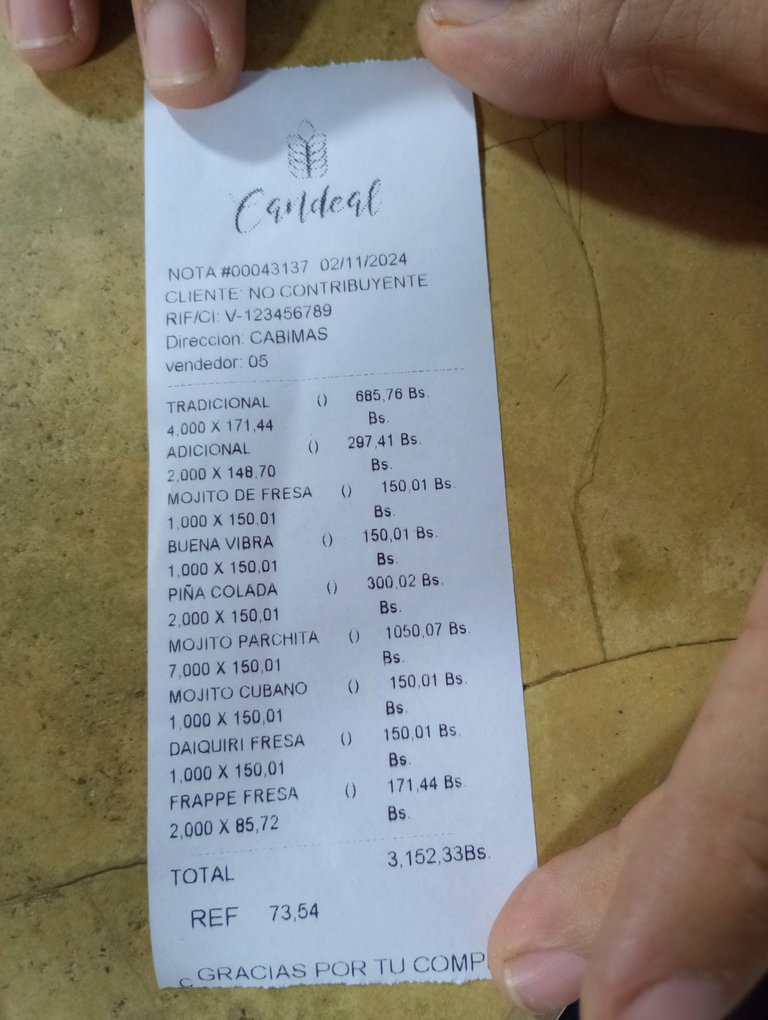 Candeal
NOTA #00043137 02/11/2024
CLIENTE: NO CONTRIBUYENTE
RIF/CI: V-123456789
Direccion: CABIMAS
vendedor: 05
TRADICIONAL () 685,76 Bs.
4,000 X 171,44 Bs.
ADICIONAL () 297,41 Bs.
2,000 X 148,70 Bs.
MOJITO DE FRESA () 150,01 Bs.
1,000 X 150,01 Bs.
BUENA VIBRA () 150,01 Bs.
1,000 X 150,01 Bs.
PIÑA COLADA () 300,02 Bs.
2,000 X 150,01 Bs.
MOJITO PARCHITA () 1050,07 Bs.
7,000 X 150,01 Bs.
MOJITO CUBANO () 150,01 Bs.
1,000 X 150,01 Bs.
DAIQUIRI FRESA () 150,01 Bs.
1,000 X 150,01 Bs.
FRAPPE FRESA () 171,44 Bs.
2,000 X 85,72 Bs.
TOTAL 3,152,33Bs.
REF 73,54
GRACIAS POR TU COMP